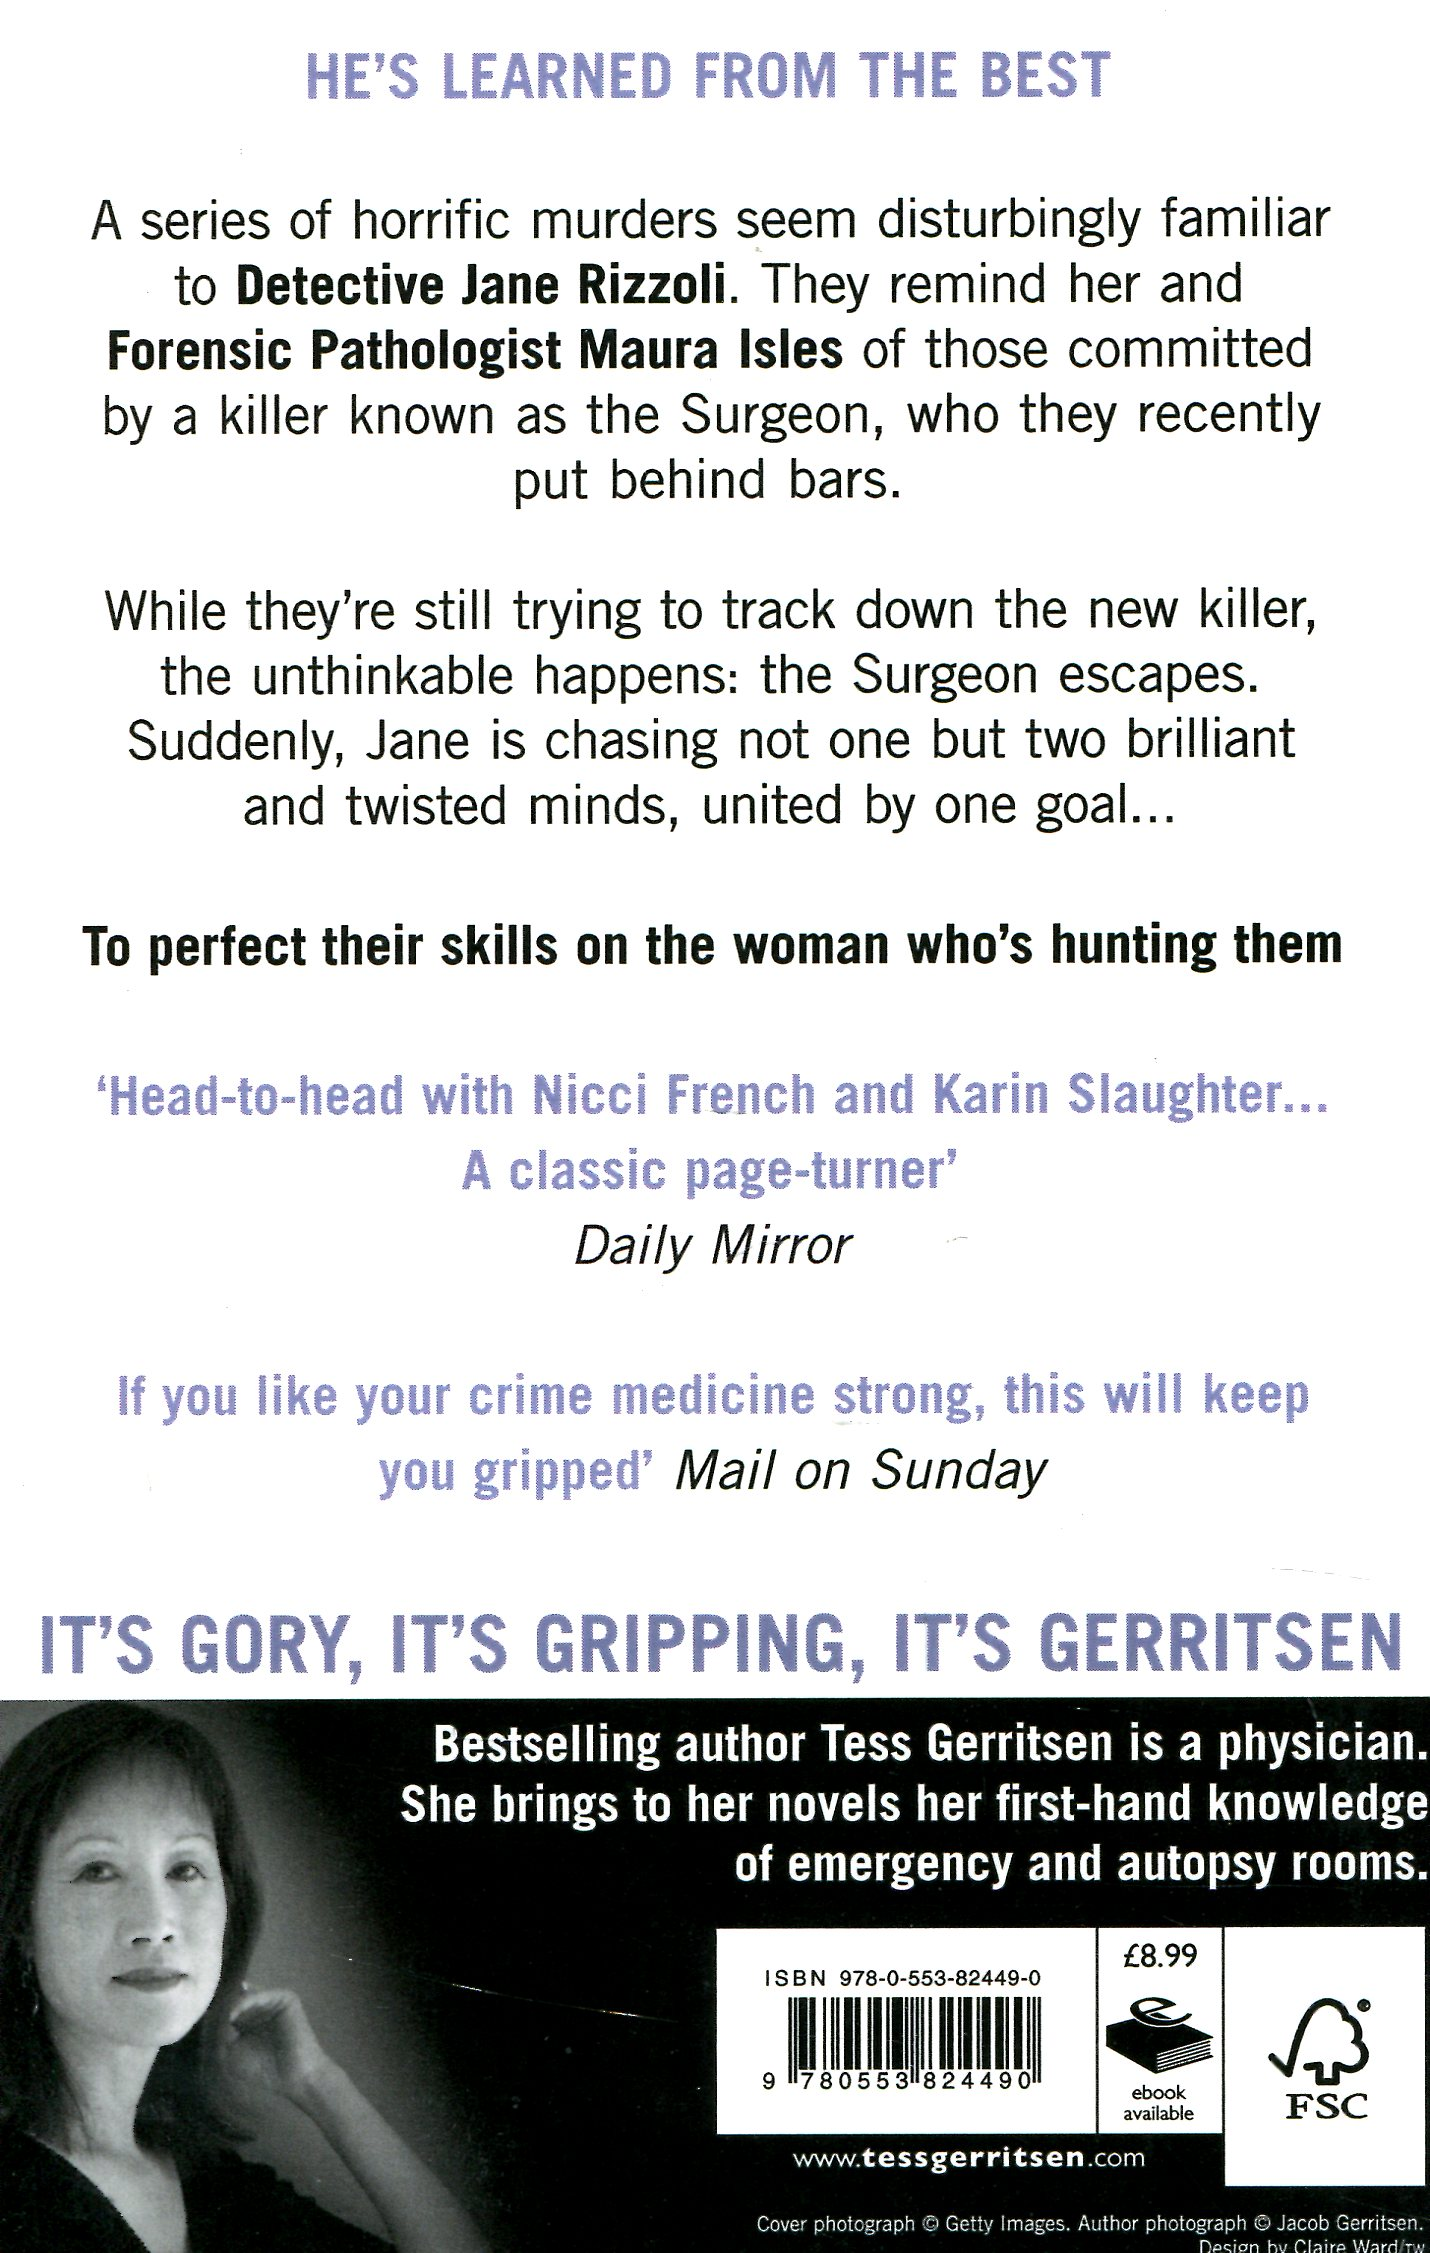 HE'S LEARNED FROM THE BEST
A series of horrific murders seem disturbingly familiar
to Detective Jane Rizzoli. They remind her and
Forensic Pathologist Maura Isles of those committed
by a killer known as the Surgeon, who they recently
put behind bars.
While they're still trying to track down the new killer,
the unthinkable happens: the Surgeon escapes.
Suddenly, Jane is chasing not one but two brilliant
and twisted minds, united by one goal...
To perfect their skills on the woman who's hunting them
‘Head-to-head with Nicci French and Karin Slaughter...
A classic page-turner’
Daily Mirror
If you like your crime medicine strong, this will keep
you gripped’ Mail on Sunday
IT'S GORY, IT'S GRIPPING, IT'S GERRITSEN
Bestselling author Tess Gerritsen is a physician.
She brings to her novels her first-hand knowledge
of emergency and autopsy rooms.
ISBN 978-0-553-82449-0
9 780553 824490
£8.99
e
ebook
available
®
FSC
www.tessgerritsen.com
Cover photograph © Getty Images. Author photograph © Jacob Gerritsen.
Design by Claire Ward/TW